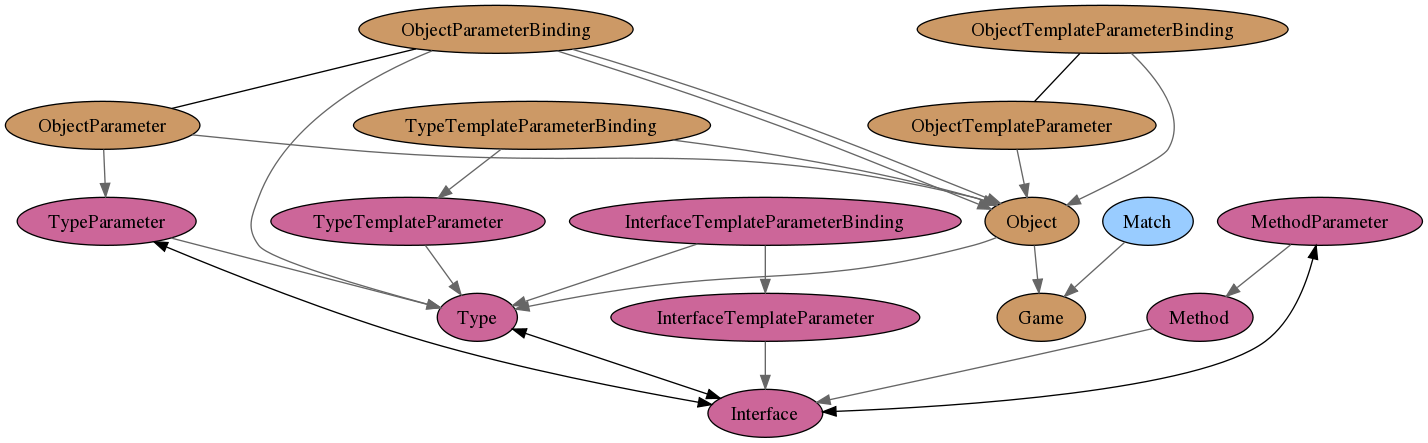 ObjectParameterBinding
ObjectTemplateParameterBinding
ObjectParameter
TypeTemplateParameterBinding
ObjectTemplateParameter
TypeParameter
TypeTemplateParameter
InterfaceTemplateParameterBinding
Object
Match
MethodParameter
Type
InterfaceTemplateParameter
Game
Method
Interface